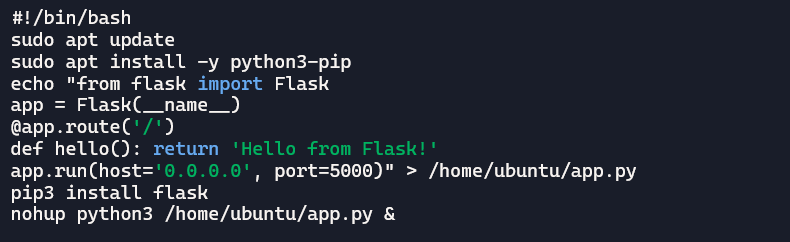 #!/bin/bash
sudo apt update
sudo apt install -y python3-pip
echo "from flask import Flask
app = Flask(__name__)
@app.route('/')
def hello(): return 'Hello from Flask!'
app.run(host='0.0.0.0', port=5000)" > /home/ubuntu/app.py
pip3 install flask
nohup python3 /home/ubuntu/app.py &